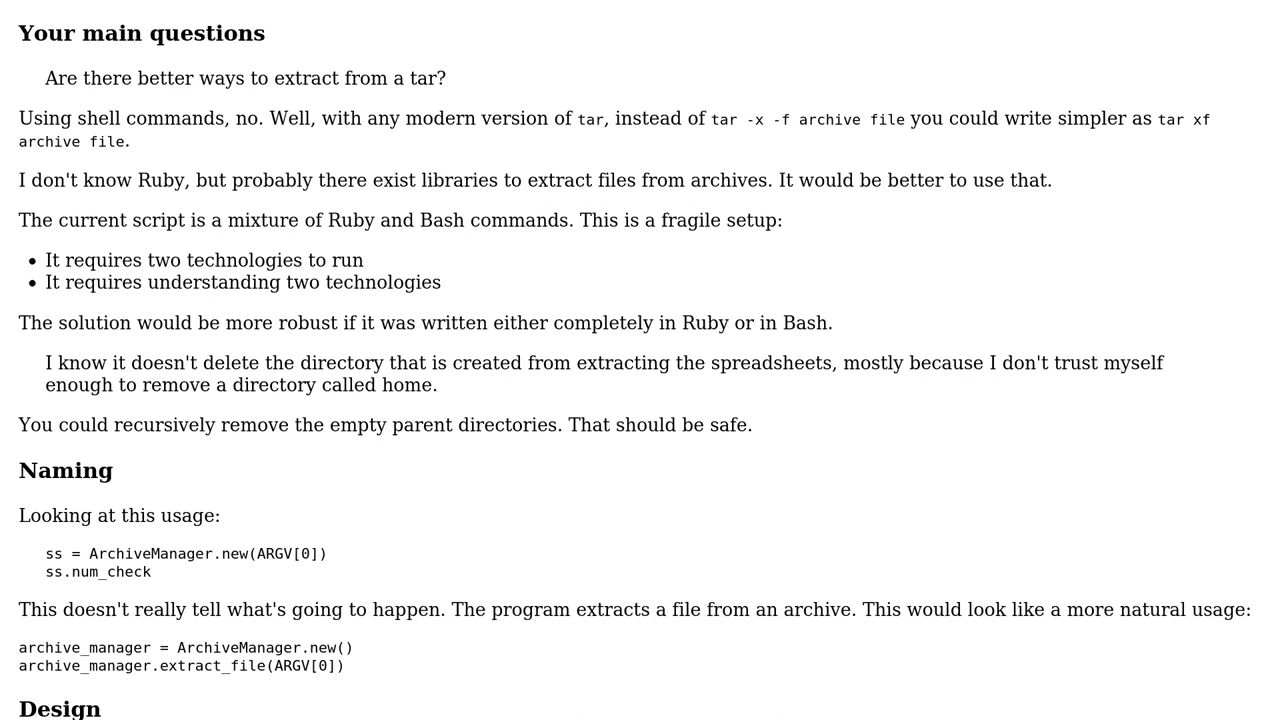 Your main questions
Are there better ways to extract from a tar?
Using shell commands, no. Well, with any modern version of tar, instead of tar -x -f archive file you could write simpler as tar xf
archive file.
I don't know Ruby, but probably there exist libraries to extract files from archives. It would be better to use that.
The current script is a mixture of Ruby and Bash commands. This is a fragile setup:
• It requires two technologies to run
• It requires understanding two technologies
The solution would be more robust if it was written either completely in Ruby or in Bash.
I know it doesn't delete the directory that is created from extracting the spreadsheets, mostly because I don't trust myself
enough to remove a directory called home.
You could recursively remove the empty parent directories. That should be safe.
Naming
Looking at this usage:
ss = ArchiveManager.new(ARGV[0])
ss.num_check
This doesn't really tell what's going to happen. The program extracts a file from an archive. This would look like a more natural usage:
archive_manager = ArchiveManager.new()
archive_manager.extract_file(ARGV[0])
Design